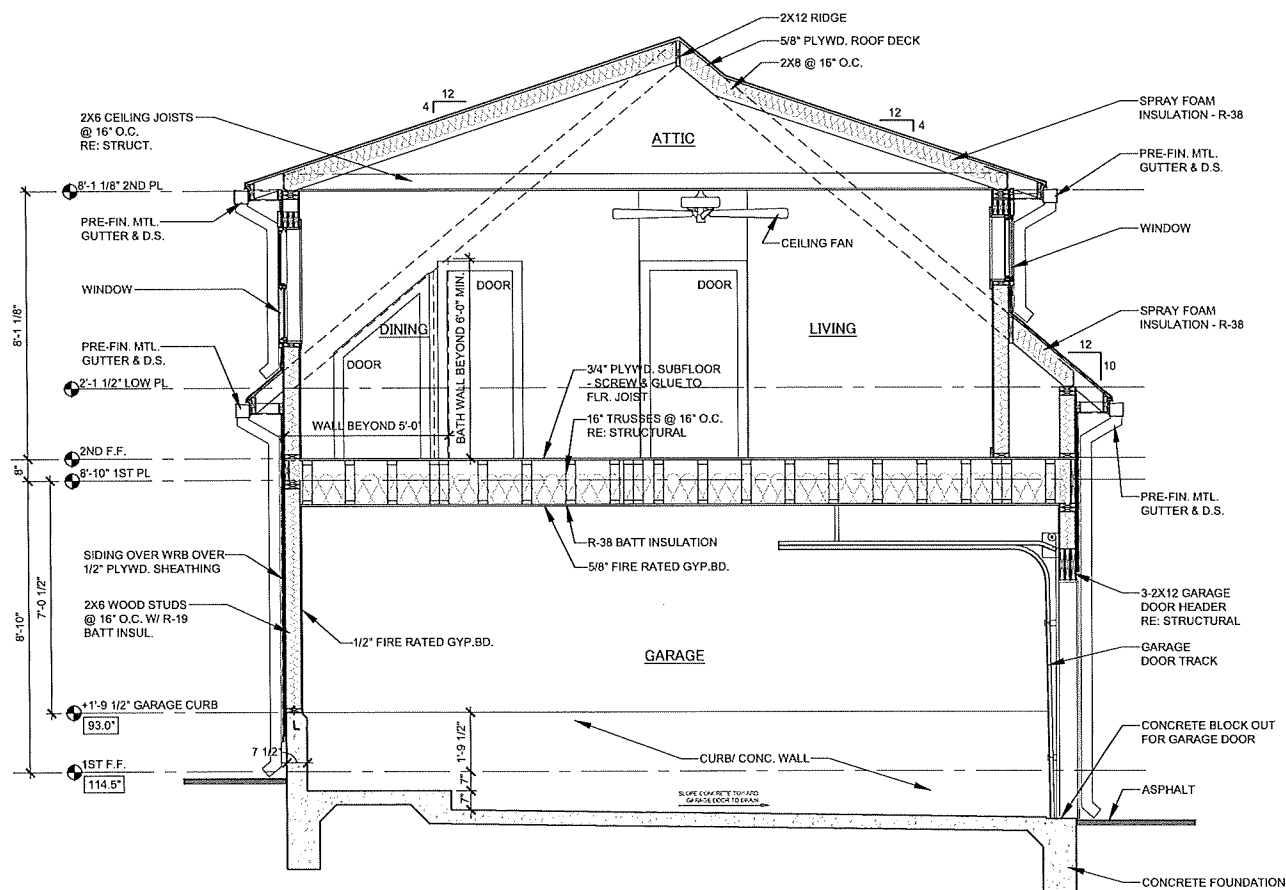 2X12 RIDGE
5/8" PLYWD. ROOF DECK
2X8 @ 16" O.C.
12
4
12
4
2X6 CEILING JOISTS
@ 16" O.C.
RE: STRUCT.
ATTIC
SPRAY FOAM
INSULATION - R-38
PRE-FIN. MTL.
GUTTER & D.S.
8'-1 1/8" 2ND PL
PRE-FIN. MTL.
GUTTER & D.S.
CEILING FAN
WINDOW
WINDOW
DOOR
DOOR
DINING
LIVING
DOOR
BATH WALL BEYOND 6'-0" MIN.
SPRAY FOAM
INSULATION - R-38
12
10
8'-1 1/8"
PRE-FIN. MTL.
GUTTER & D.S.
2'-1 1/2" LOW PL
3/4" PLYWD. SUBFLOOR
- SCREW & GLUE TO
FLR. JOIST
16" TRUSSES @ 16" O.C.
RE: STRUCTURAL
WALL BEYOND 5'-0"
2ND F.F.
8"
8'-10" 1ST PL
PRE-FIN. MTL.
GUTTER & D.S.
R-38 BATT INSULATION
5/8" FIRE RATED GYP.BD.
SIDING OVER WRB OVER
1/2" PLYWD. SHEATHING
2X6 WOOD STUDS
@ 16" O.C. W/ R-19
BATT INSUL.
7'-0 1/2"
8'-10"
1/2" FIRE RATED GYP.BD.
GARAGE
3-2X12 GARAGE
DOOR HEADER
RE: STRUCTURAL
GARAGE
DOOR TRACK
+1'-9 1/2" GARAGE CURB
93.0"
7 1/2"
1'-9 1/2"
CURB/ CONC. WALL
CONCRETE BLOCK OUT
FOR GARAGE DOOR
1ST F.F.
114.5"
7"
7"
SLOPE CONCRETE TOWARD
GARAGE DOOR TO DRAIN
ASPHALT
CONCRETE FOUNDATION